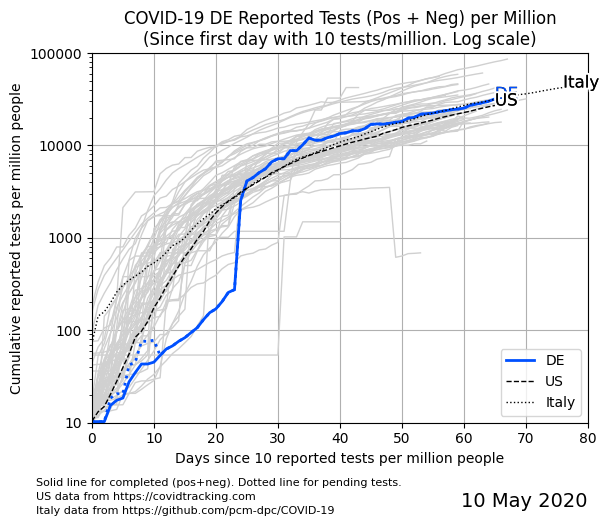 COVID-19 DE Reported Tests (Pos + Neg) per Million
(Since first day with 10 tests/million. Log scale)
Cumulative reported tests per million people
100000
10000
1000
100
10
Italy
DE
US
DE
US
Italy
0 10 20 30 40 50 60 70 80
Days since 10 reported tests per million people
Solid line for completed (pos+neg). Dotted line for pending tests.
US data from https://covidtracking.com
Italy data from https://github.com/pcm-dpc/COVID-19
10 May 2020